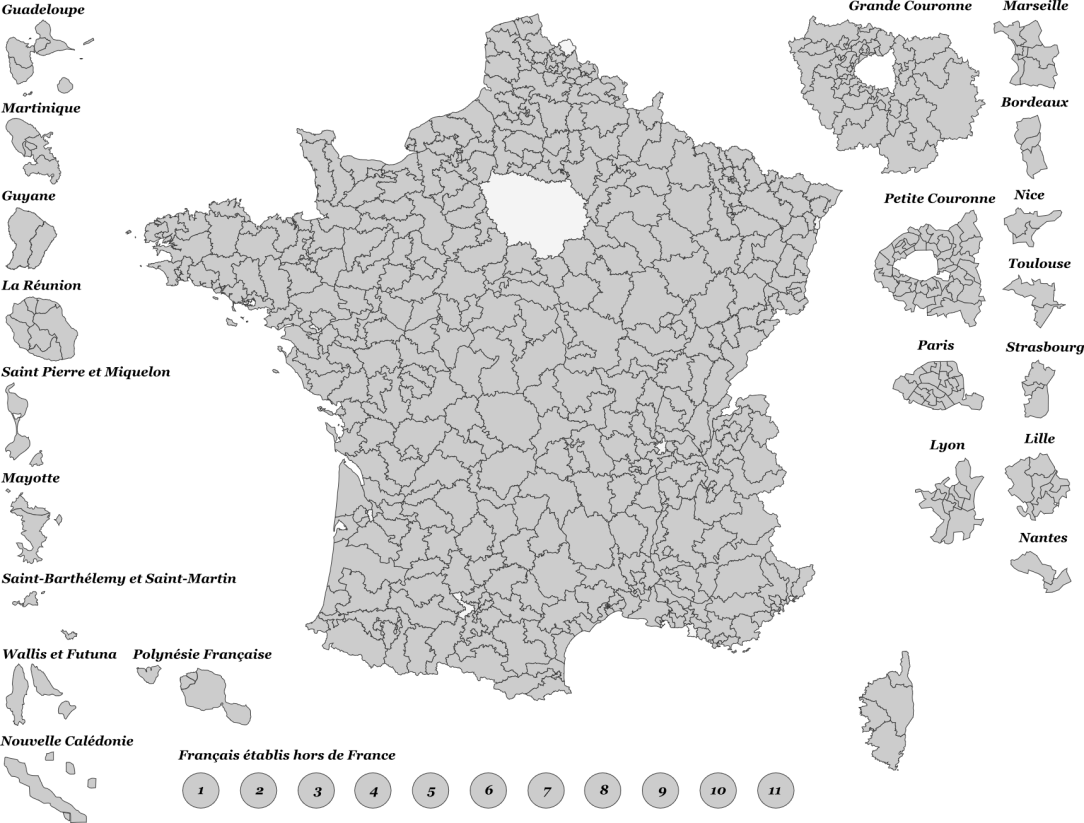 Guadeloupe
Martinique
Guyane
La Réunion
Saint Pierre et Miquelon
Mayotte
Saint-Barthélemy et Saint-Martin
Wallis et Futuna
Polynésie Française
Nouvelle Calédonie
Français établis hors de France
1 2 3 4 5 6 7 8 9 10 11
Grande Couronne
Marseille
Bordeaux
Petite Couronne
Nice
Toulouse
Paris
Strasbourg
Lyon
Lille
Nantes